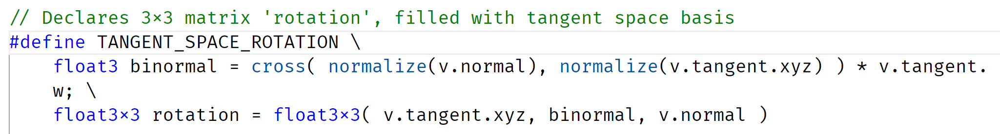 // Declares 3×3 matrix 'rotation', filled with tangent space basis
#define TANGENT_SPACE_ROTATION \
float3 binormal = cross( normalize(v.normal), normalize(v.tangent.xyz) ) * v.tangent.
w; \
float3×3 rotation = float3×3( v.tangent.xyz, binormal, v.normal )